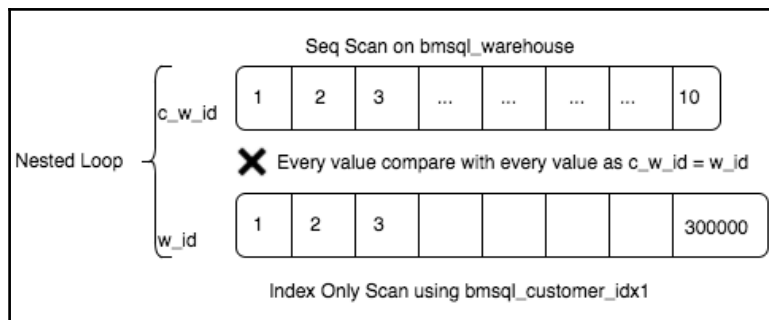 Seq Scan on bmsql_warehouse
c_w_id
1 2 3 ... ... ... ... 10
Nested Loop
Every value compare with every value as c_w_id = w_id
w_id
1 2 3 300000
Index Only Scan using bmsql_customer_idx1